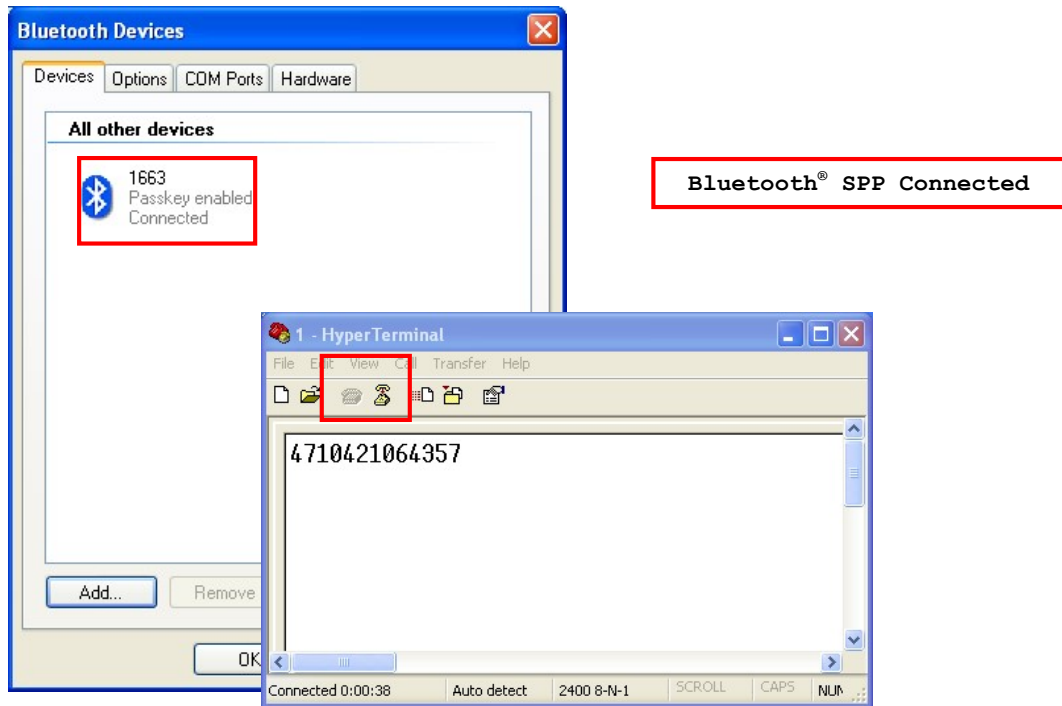 Bluetooth Devices
Devices Options COM Ports Hardware
All other devices
1663
Passkey enabled
Connected
Bluetooth® SPP Connected
1 - HyperTerminal
File Edit View Call Transfer Help
4710421064357
Add... Remove
OK
Connected 0:00:38 Auto detect 2400 8-N-1 SCROLL CAPS NUM